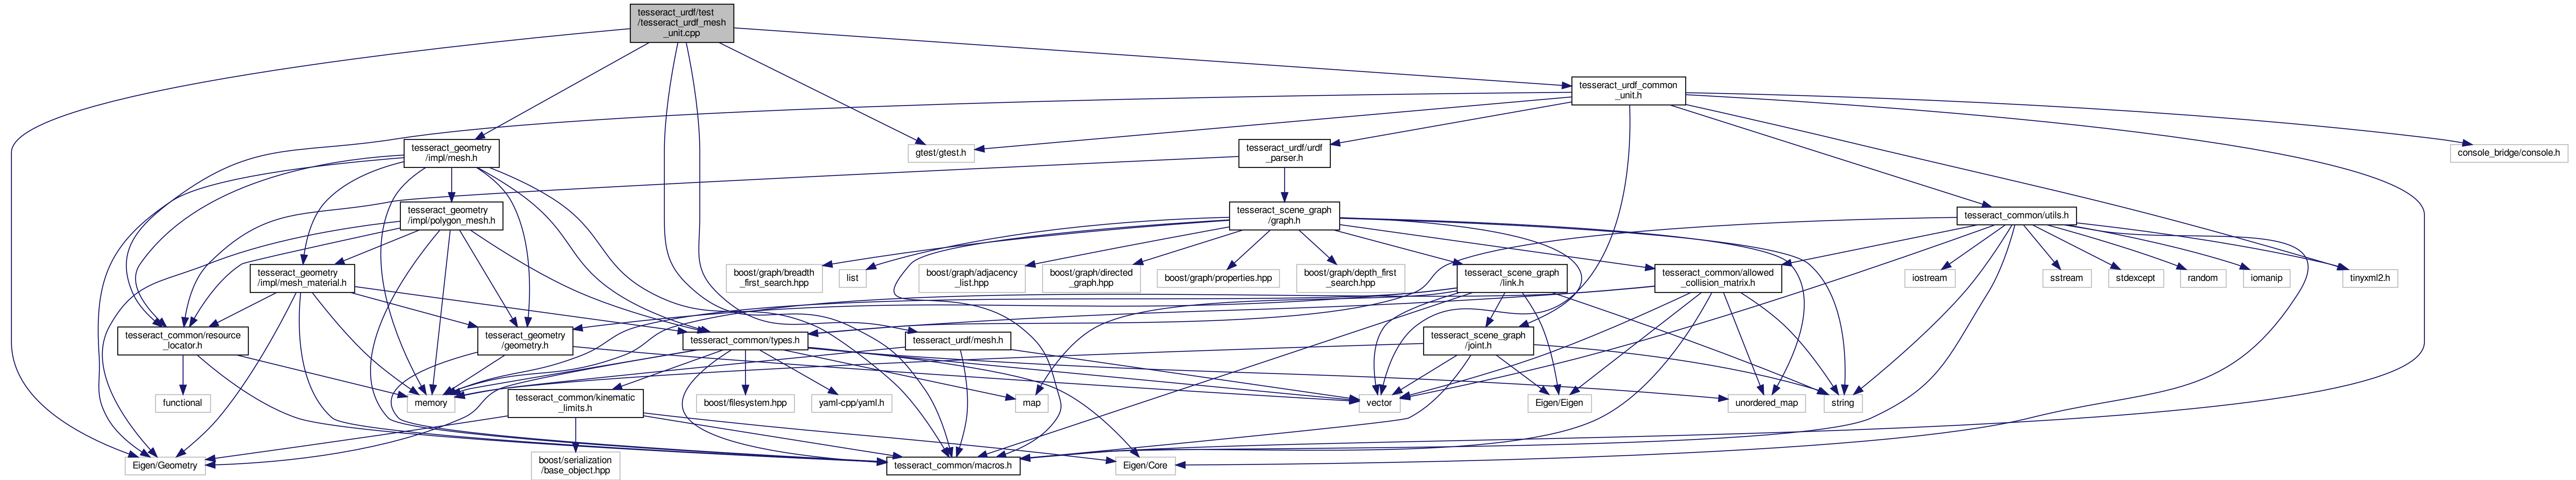 tesseract_urdf/test
/tesseract_urdf_mesh
_unit.cpp
tesseract_urdf_common
_unit.h
tesseract_geometry
/impl/mesh.h
gtest/gtest.h
tesseract_urdf/urdf
_parser.h
console_bridge/console.h
tesseract_geometry
/impl/polygon_mesh.h
tesseract_scene_graph
/graph.h
tesseract_common/utils.h
tesseract_geometry
/impl/mesh_material.h
boost/graph/breadth
_first_search.hpp
list
boost/graph/adjacency
_list.hpp
boost/graph/directed
_graph.hpp
boost/graph/properties.hpp
boost/graph/depth_first
_search.hpp
tesseract_scene_graph
/link.h
tesseract_common/allowed
_collision_matrix.h
iostream
sstream
stdexcept
random
iomanip
tinyxml2.h
tesseract_common/resource
_locator.h
tesseract_geometry
/geometry.h
tesseract_common/types.h
tesseract_urdf/mesh.h
tesseract_scene_graph
/joint.h
functional
memory
tesseract_common/kinematic
_limits.h
boost/filesystem.hpp
yaml-cpp/yaml.h
map
vector
Eigen/Eigen
unordered_map
string
Eigen/Geometry
boost/serialization
/base_object.hpp
tesseract_common/macros.h
Eigen/Core